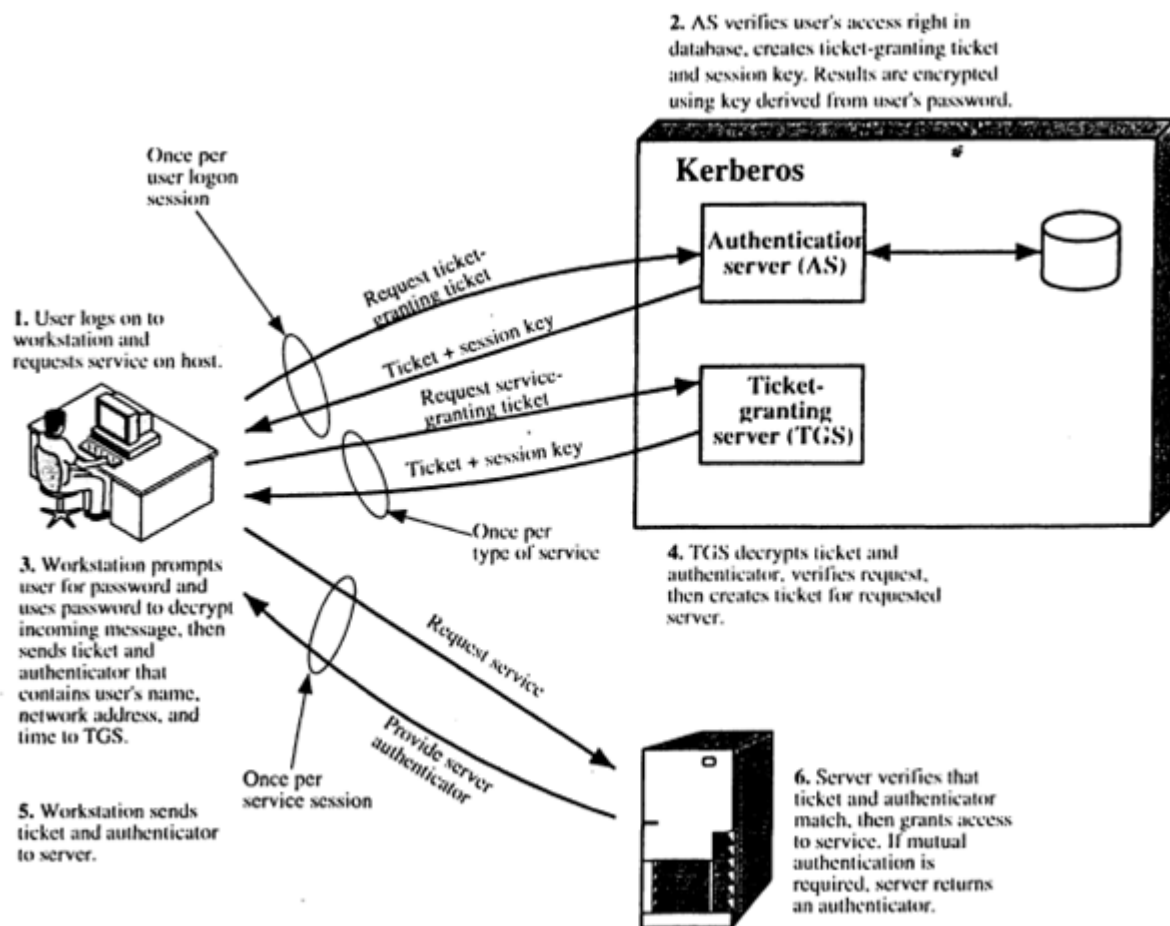 2. AS verifies user's access right in
database, creates ticket-granting ticket
and session key. Results are encrypted
using key derived from user's password.
Once per
user logon
session
Kerberos
Authentication
server (AS)
Request ticket-
granting ticket
1. User logs on to
workstation and
requests service on host.
Ticket + session key
Request service-
granting ticket
Ticket-
granting
server (TGS)
Ticket + session key
Once per
type of service
3. Workstation prompts
user for password and
uses password to decrypt
incoming message, then
sends ticket and
authenticator that
contains user's name,
network address, and
time to TGS.
4. TGS decrypts ticket and
authenticator, verifies request,
then creates ticket for requested
server.
Request service
Provide server
authenticator
Once per
service session
5. Workstation sends
ticket and authenticator
to server.
6. Server verifies that
ticket and authenticator
match, then grants access
to service. If mutual
authentication is
required, server returns
an authenticator.